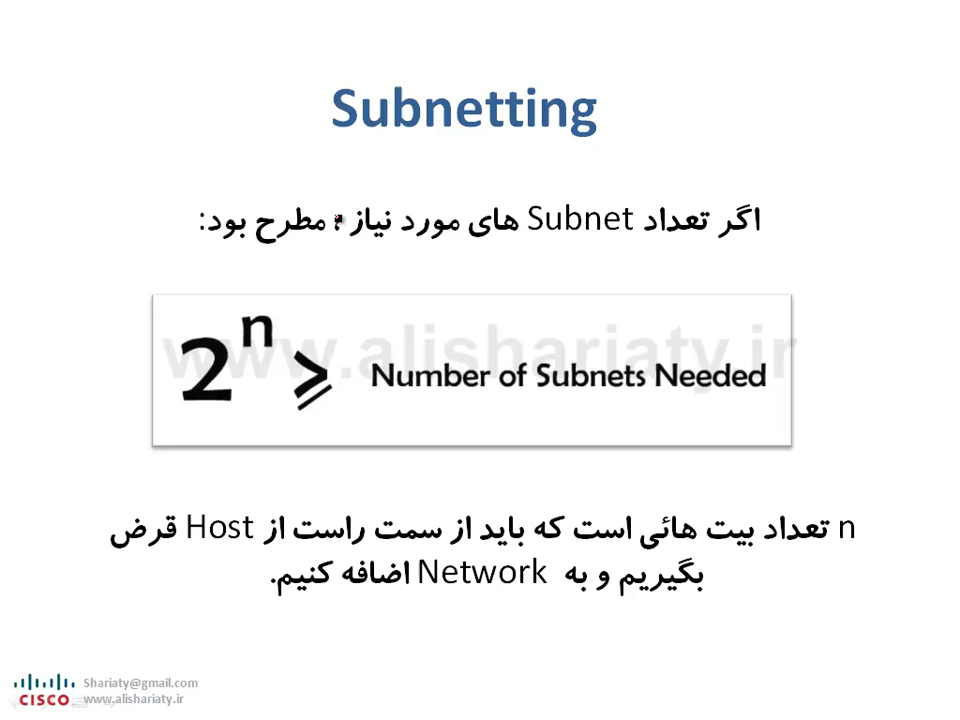 Subnetting
اگر تعداد Subnet های مورد نیاز ، مطرح بود:
www.alishariaty.ir
2ⁿ ⩾ Number of Subnets Needed
n تعداد بیت هائی است که باید از سمت راست از Host قرض
بگیریم و به Network اضافه کنیم.
Shariaty@gmail.com
CISCO www.alishariaty.ir